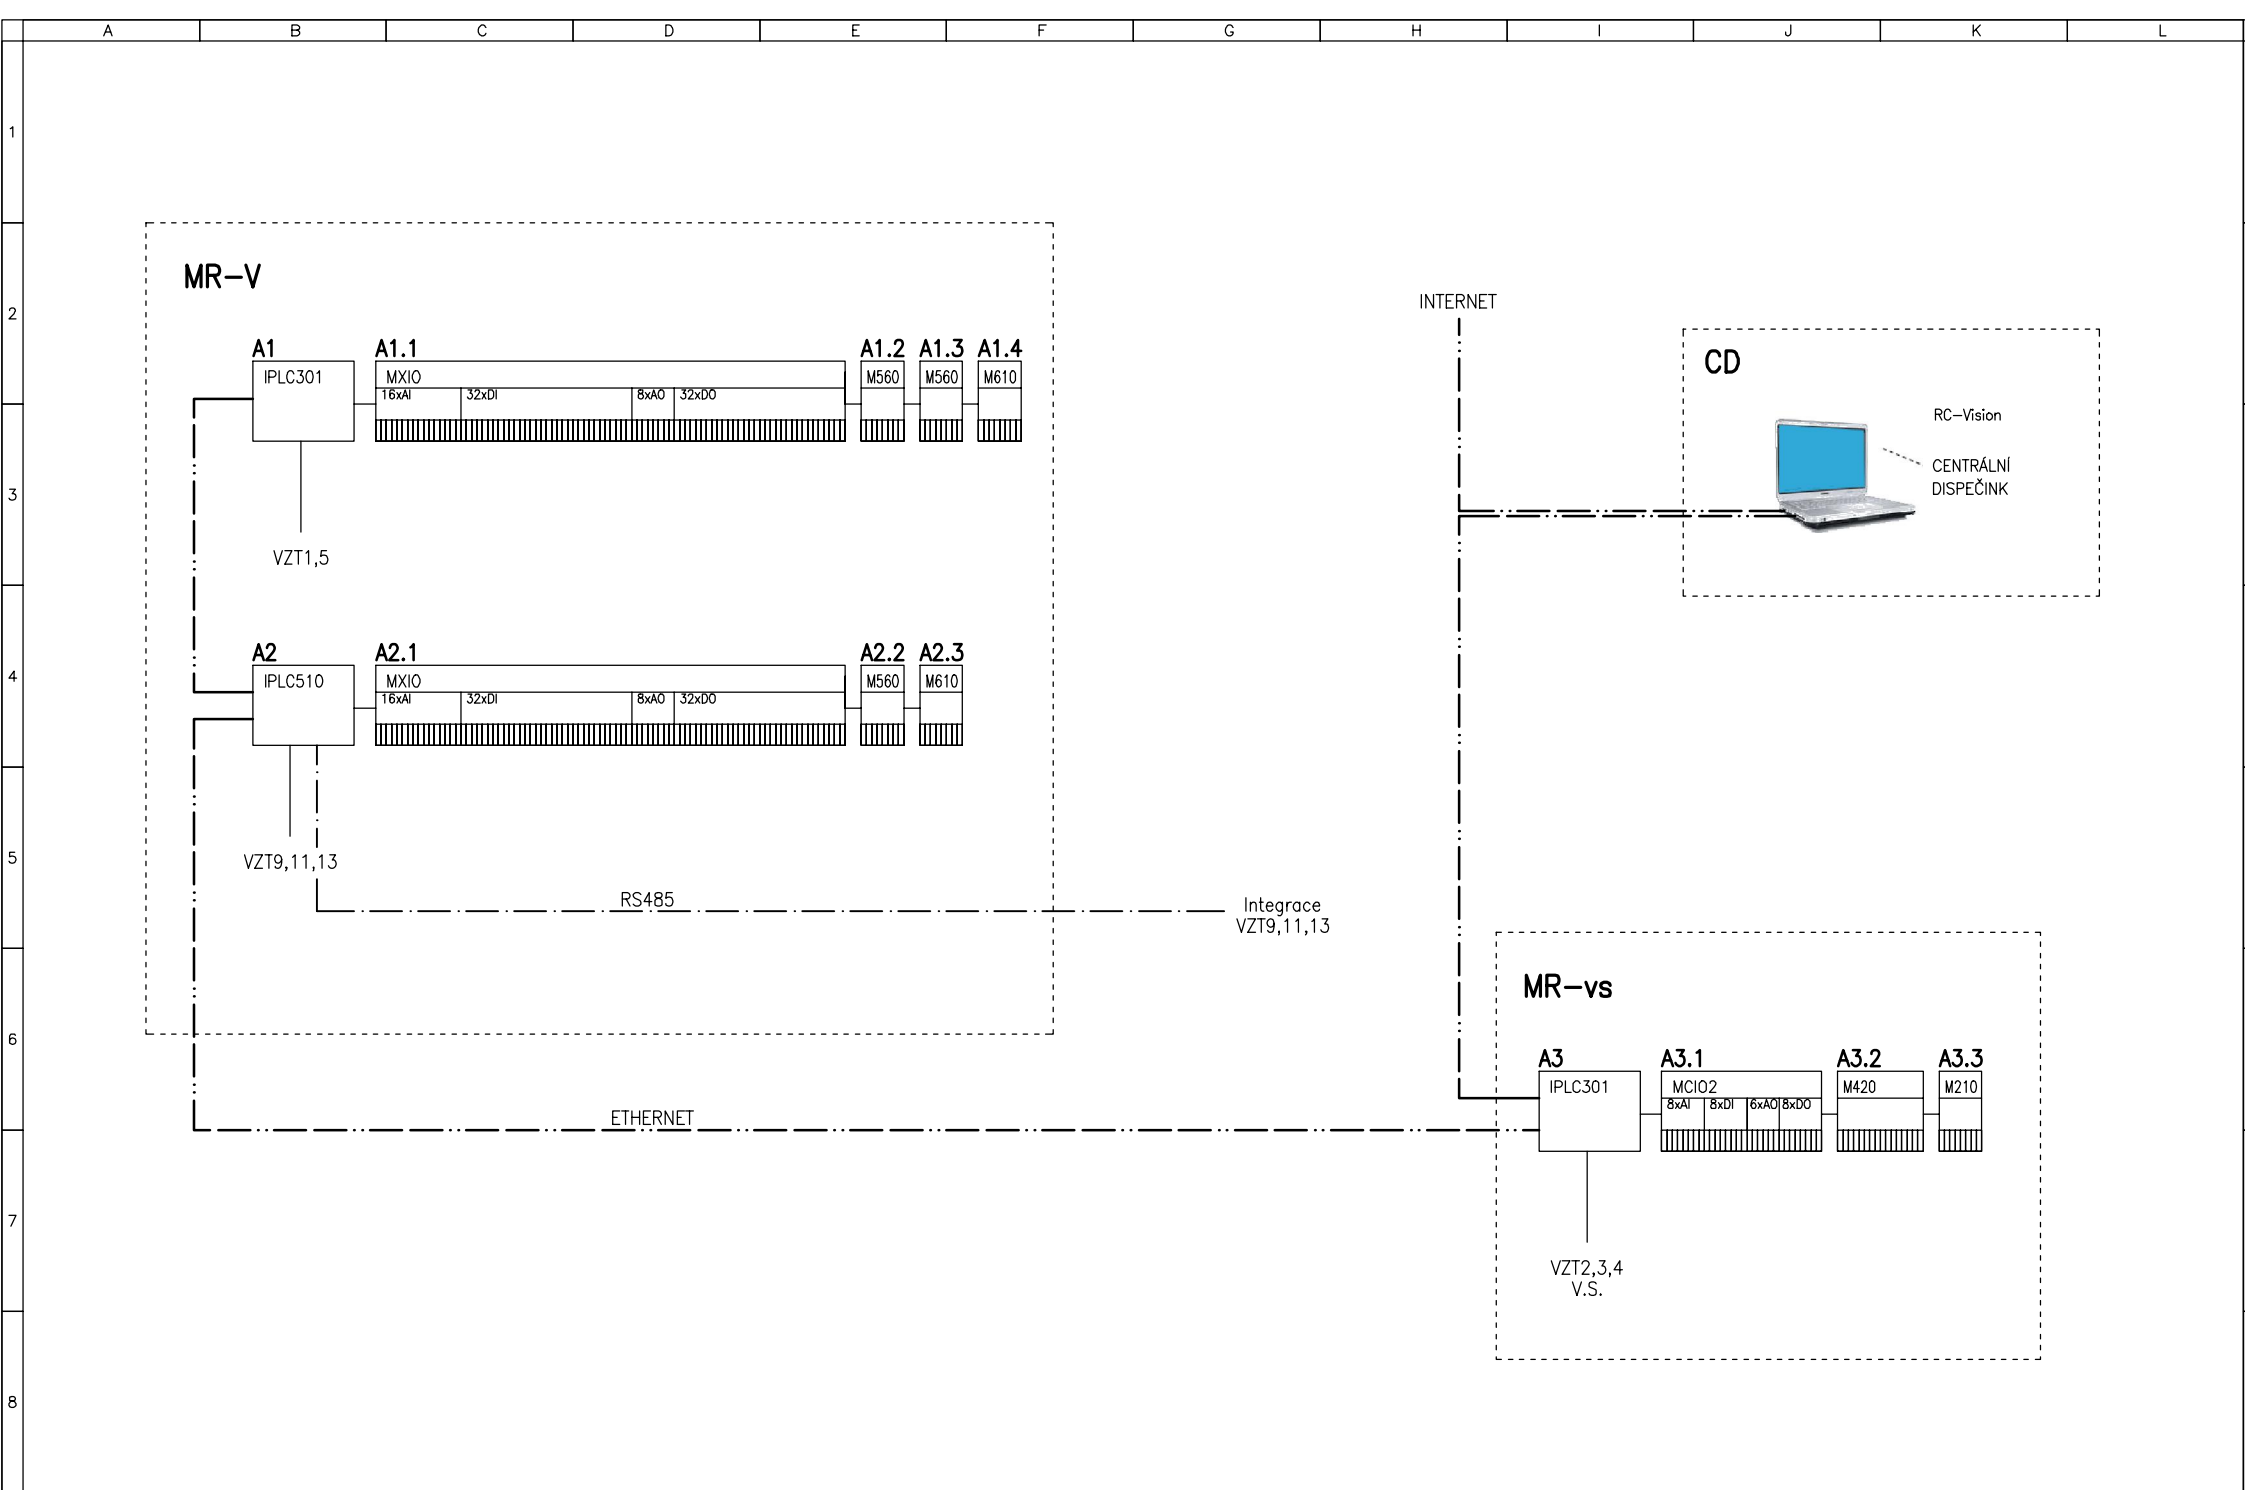 A B C D E F G H I J K L
1
2
3
4
5
6
7
8
MR-V
A1 A1.1 A1.2 A1.3 A1.4
IPLC301 MXIO M560 M560 M610
16xAI 32xDI 8xAO 32xDO
VZT1,5
A2 A2.1 A2.2 A2.3
IPLC510 MXIO M560 M610
16xAI 32xDI 8xAO 32xDO
VZT9,11,13
RS485
Integrace
VZT9,11,13
ETHERNET
INTERNET
CD
RC-Vision
CENTRÁLNÍ
DISPEČINK
MR-vs
A3 A3.1 A3.2 A3.3
IPLC301 MCIO2 M420 M210
8xAI 8xDI 6xAO 8xDO
VZT2,3,4
V.S.